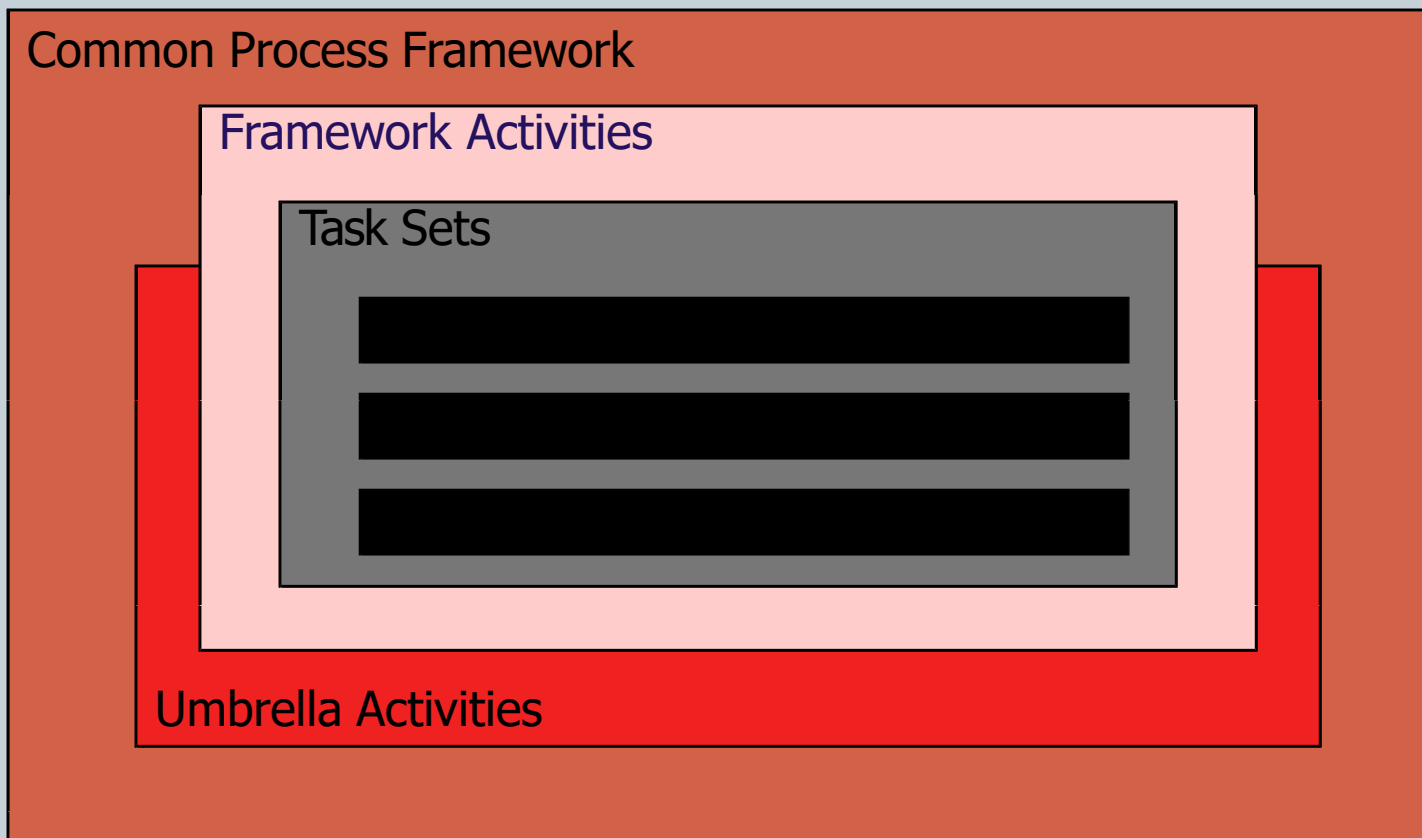 Common Process Framework
Framework Activities
Task Sets
Umbrella Activities